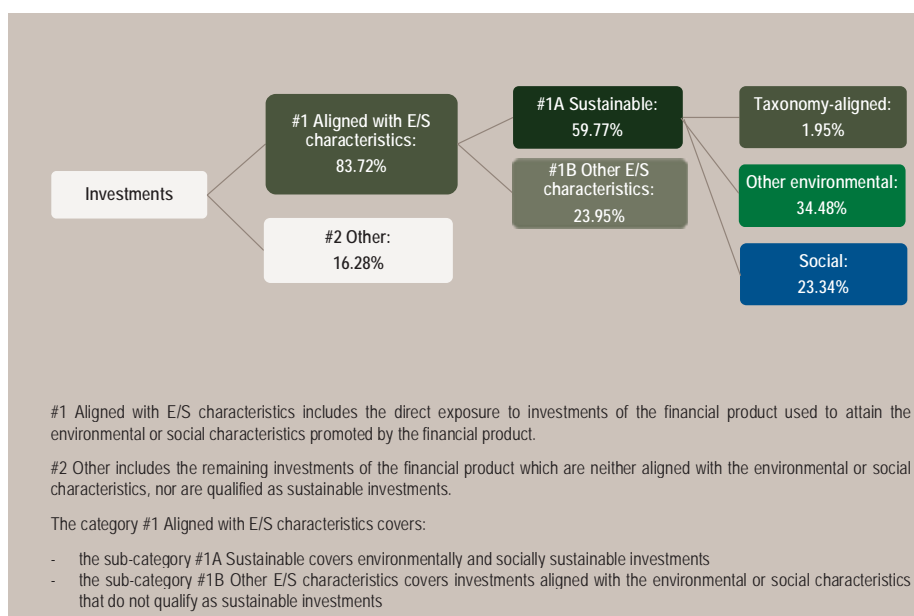 Investments
#1 Aligned with E/S
characteristics:
83.72%
#2 Other:
16.28%
#1A Sustainable:
59.77%
#1B Other E/S
characteristics:
23.95%
Taxonomy-aligned:
1.95%
Other environmental:
34.48%
Social:
23.34%
#1 Aligned with E/S characteristics includes the direct exposure to investments of the financial product used to attain the
environmental or social characteristics promoted by the financial product.
#2 Other includes the remaining investments of the financial product which are neither aligned with the environmental or social
characteristics, nor are qualified as sustainable investments.
The category #1 Aligned with E/S characteristics covers:
- the sub-category #1A Sustainable covers environmentally and socially sustainable investments
- the sub-category #1B Other E/S characteristics covers investments aligned with the environmental or social characteristics
that do not qualify as sustainable investments